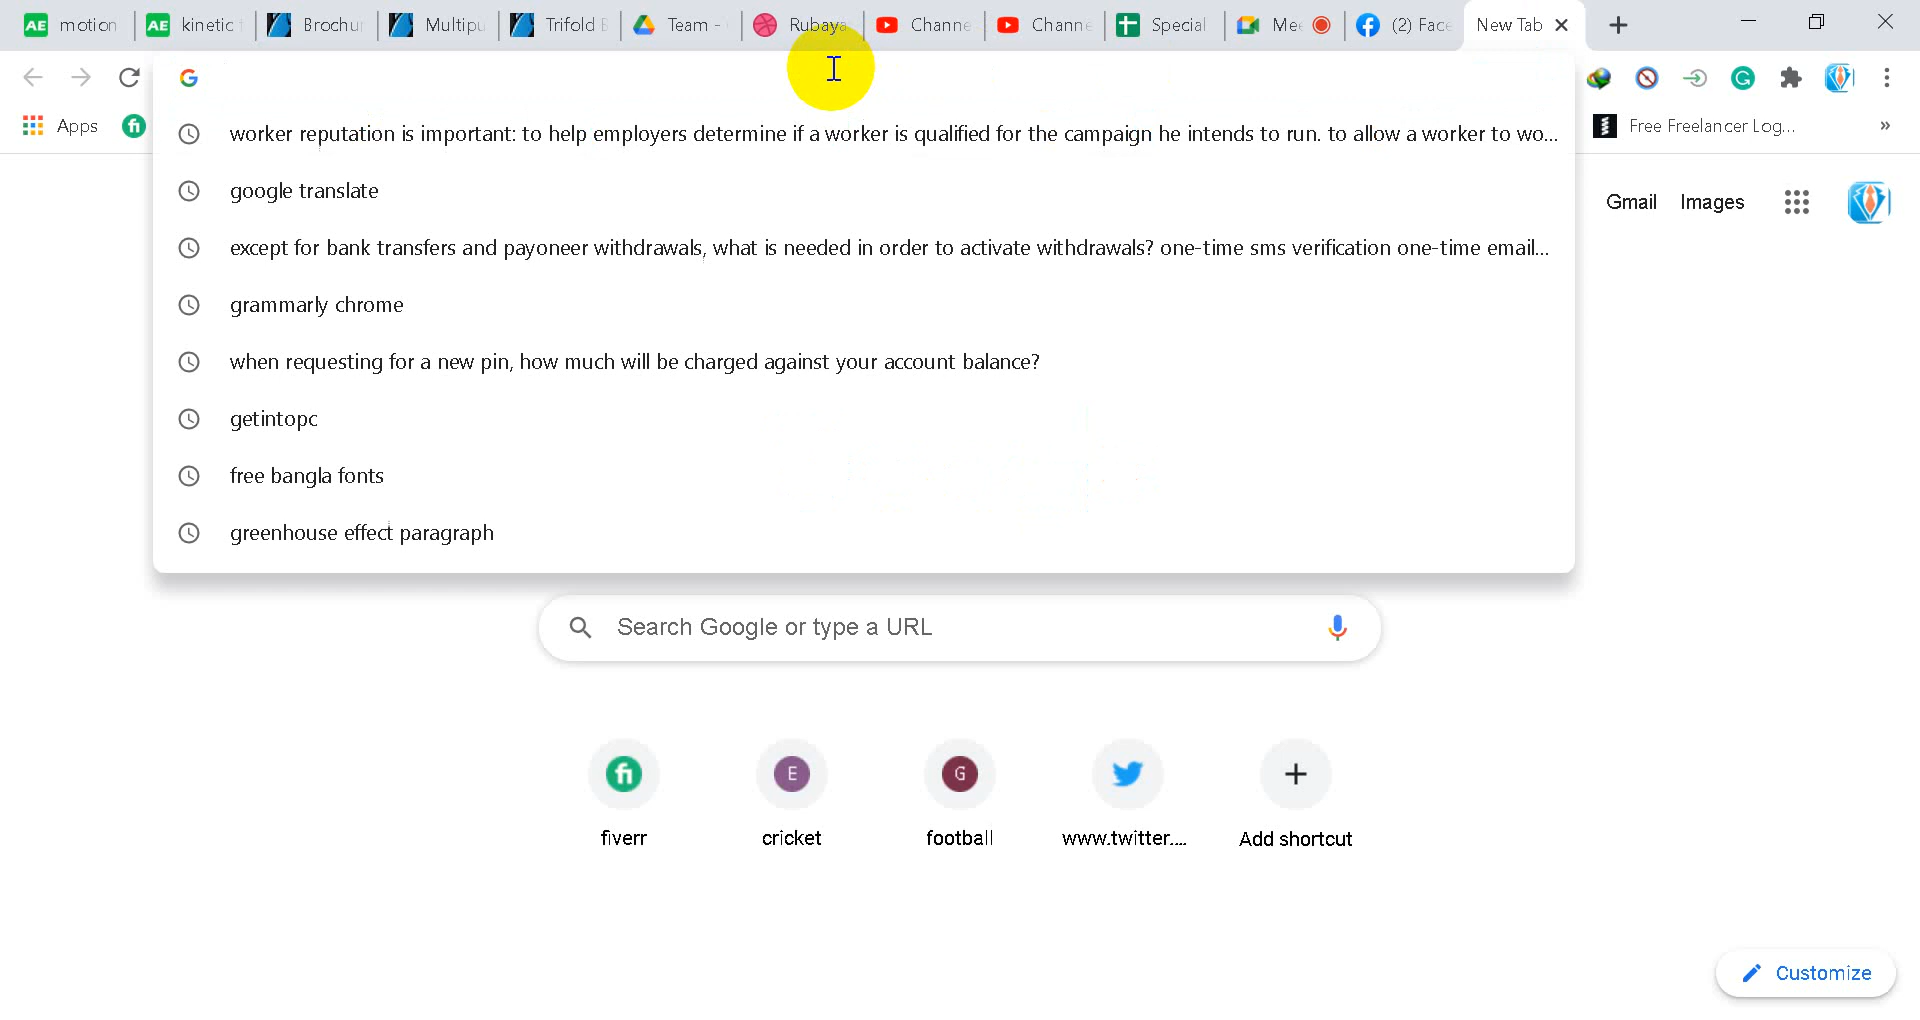 AE motion
AE kinetic
Brochur
Multipu
Trifold B
Team -
Rubaya
Channe
Channe
Special
Mee
(2) Face
New Tab
G
Apps
fi
Free Freelancer Log...
»
worker reputation is important: to help employers determine if a worker is qualified for the campaign he intends to run. to allow a worker to wo...
google translate
except for bank transfers and payoneer withdrawals, what is needed in order to activate withdrawals? one-time sms verification one-time email...
grammarly chrome
when requesting for a new pin, how much will be charged against your account balance?
getintopc
free bangla fonts
greenhouse effect paragraph
Gmail Images
Search Google or type a URL
fi
E
G
fiverr
cricket
football
www.twitter....
Add shortcut
Customize